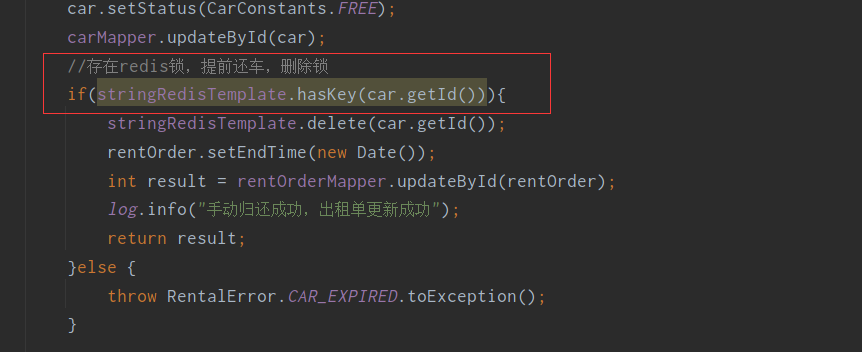 car.setStatus(CarConstants.FREE);
carMapper.updateById(car);
//存在redis锁，提前还车，删除锁
if(stringRedisTemplate.hasKey(car.getId())){
stringRedisTemplate.delete(car.getId());
rentOrder.setEndTime(new Date());
int result = rentOrderMapper.updateById(rentOrder);
log.info("手动归还成功，出租单更新成功");
return result;
}else {
throw RentalError.CAR_EXPIRED.toException();
}